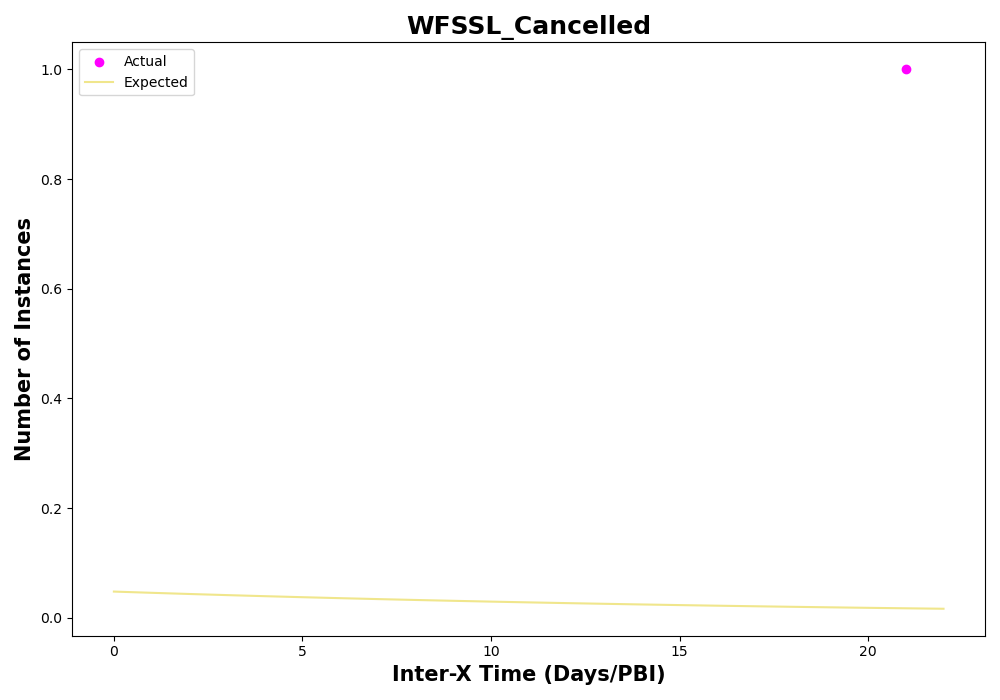 WFSSL_Cancelled
Actual
Expected
Number of Instances
1.0
0.8
0.6
0.4
0.2
0.0
0
5
10
15
20
Inter-X Time (Days/PBI)